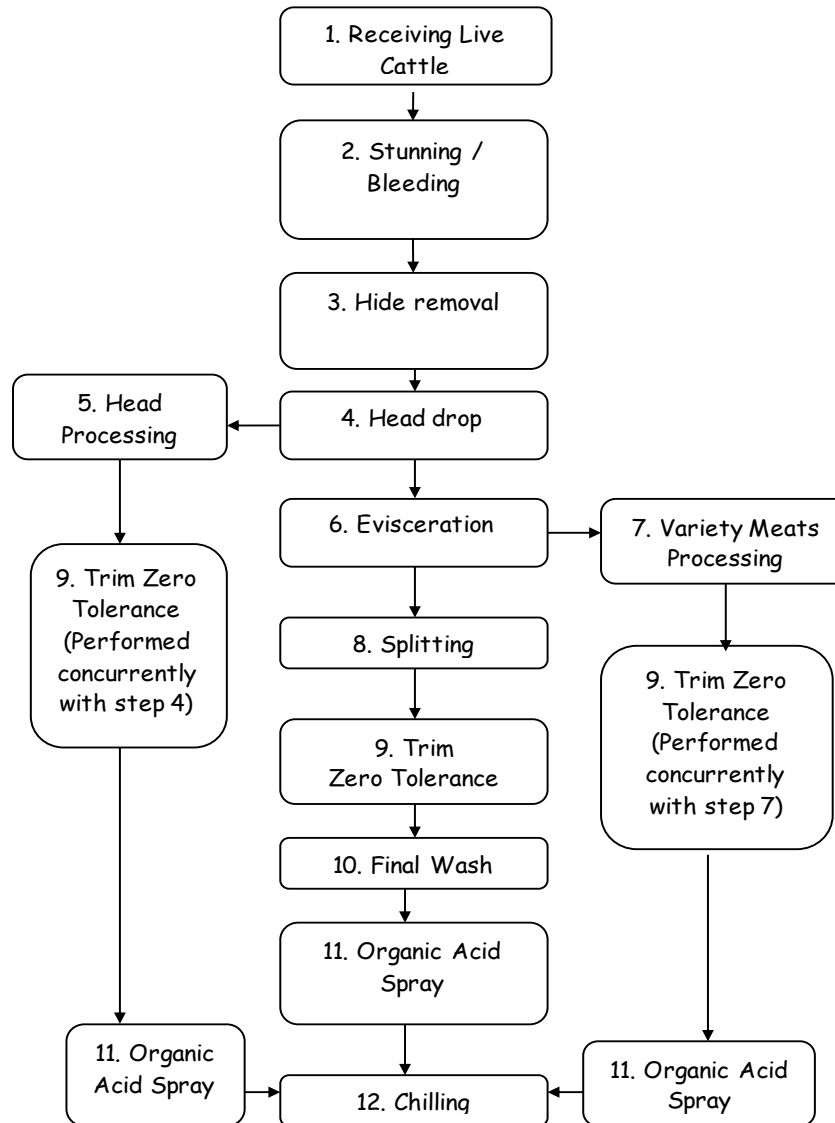 1. Receiving Live
Cattle
2. Stunning /
Bleeding
3. Hide removal
5. Head
Processing
4. Head drop
6. Evisceration
7. Variety Meats
Processing
9. Trim Zero
Tolerance
(Performed
concurrently
with step 4)
8. Splitting
9. Trim Zero
Tolerance
(Performed
concurrently
with step 7)
9. Trim
Zero Tolerance
10. Final Wash
11. Organic Acid
Spray
11. Organic
Acid Spray
12. Chilling
11. Organic Acid
Spray